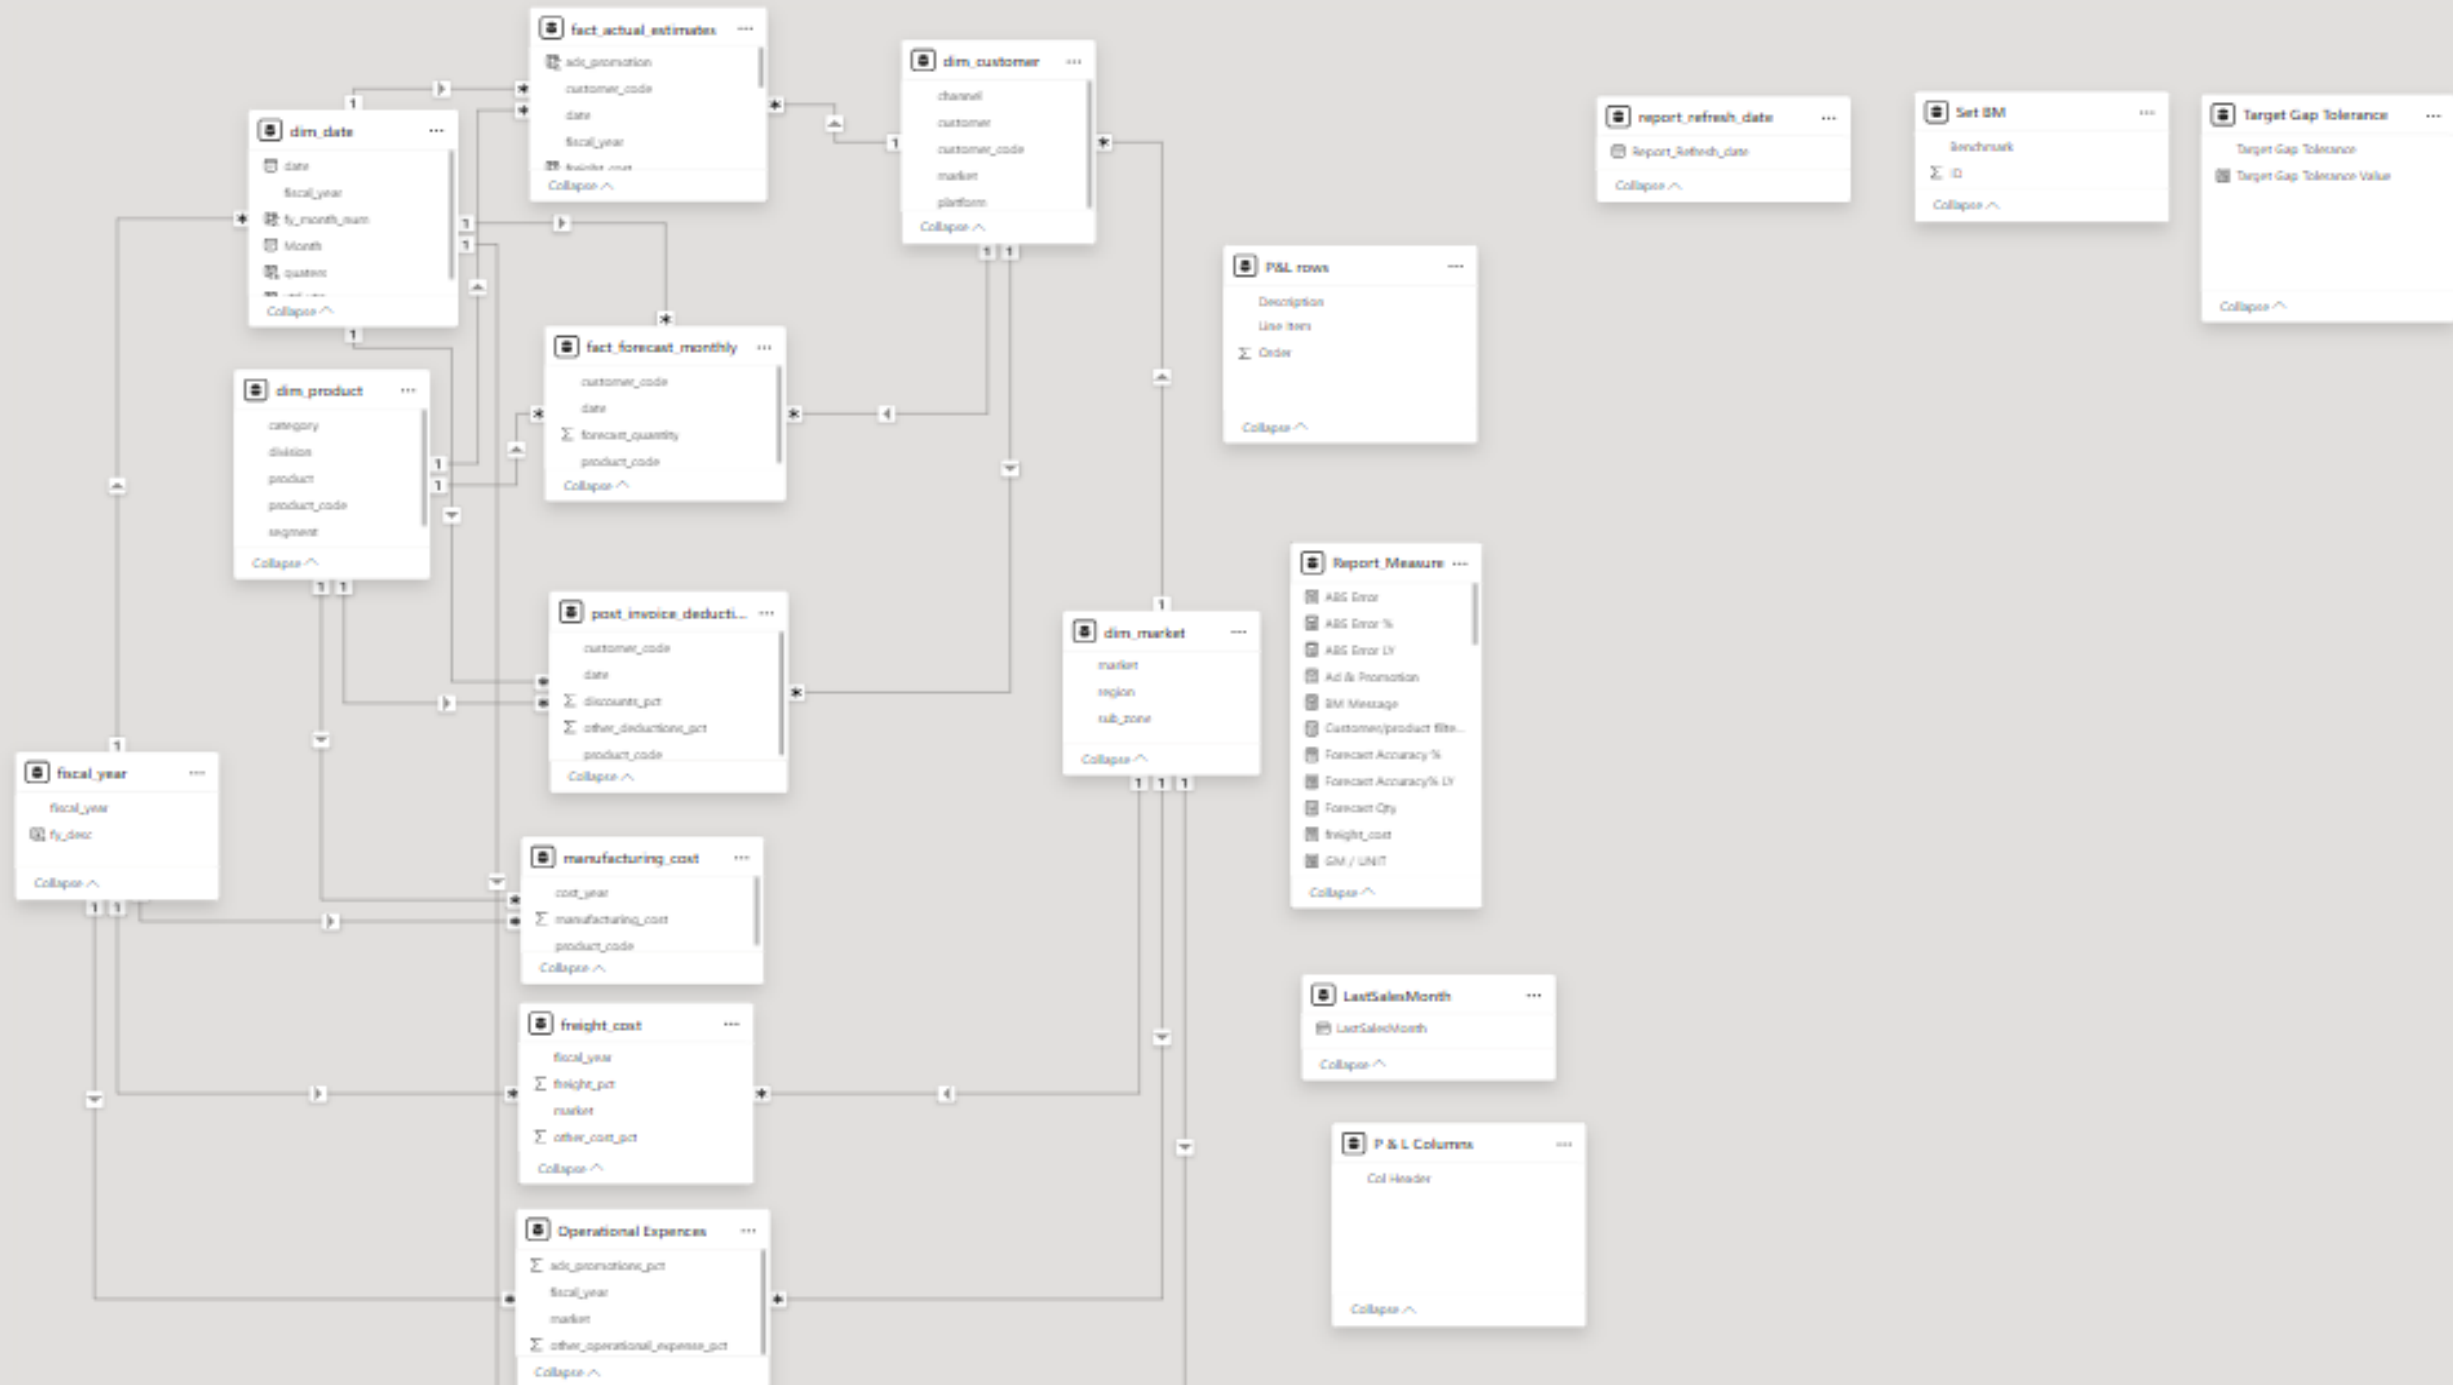 fact_actual_estimates
ads_promotion
customer_code
date
fiscal_year
freight_cost
Collapse
dim_customer
channel
customer
customer_code
market
platform
Collapse
dim_date
date
fiscal_year
fy_month_num
Month
quaters
Collapse
report_refresh_date
Report_Refresh_date
Collapse
Set BM
Benchmark
ID
Collapse
Target Gap Tolerance
Target Gap Tolerance
Target Gap Tolerance Value
Collapse
P&L rows
Description
Line Item
Order
Collapse
fact_forecast_monthly
customer_code
date
forecast_quantity
product_code
Collapse
dim_product
category
division
product
product_code
segment
Collapse
post_invoice_deducti...
customer_code
date
discounts_pct
other_deductions_pct
product_code
Collapse
dim_market
market
region
sub_zone
Collapse
Report_Measure
ABS Error
ABS Error %
ABS Error LY
Ad & Promotion
BM Message
Customer/product filte...
Forecast Accuracy %
Forecast Accuracy% LY
Forecast Qty
freight_cost
GM / UNIT
Collapse
fiscal_year
fiscal_year
fy_desc
Collapse
manufacturing_cost
cost_year
manufacturing_cost
product_code
Collapse
freight_cost
fiscal_year
freight_pct
market
other_cost_pct
Collapse
LastSalesMonth
LastSalesMonth
Collapse
P & L Columns
Col Header
Collapse
Operational Expences
ads_promotions_pct
fiscal_year
market
other_operational_expense_pct
Collapse